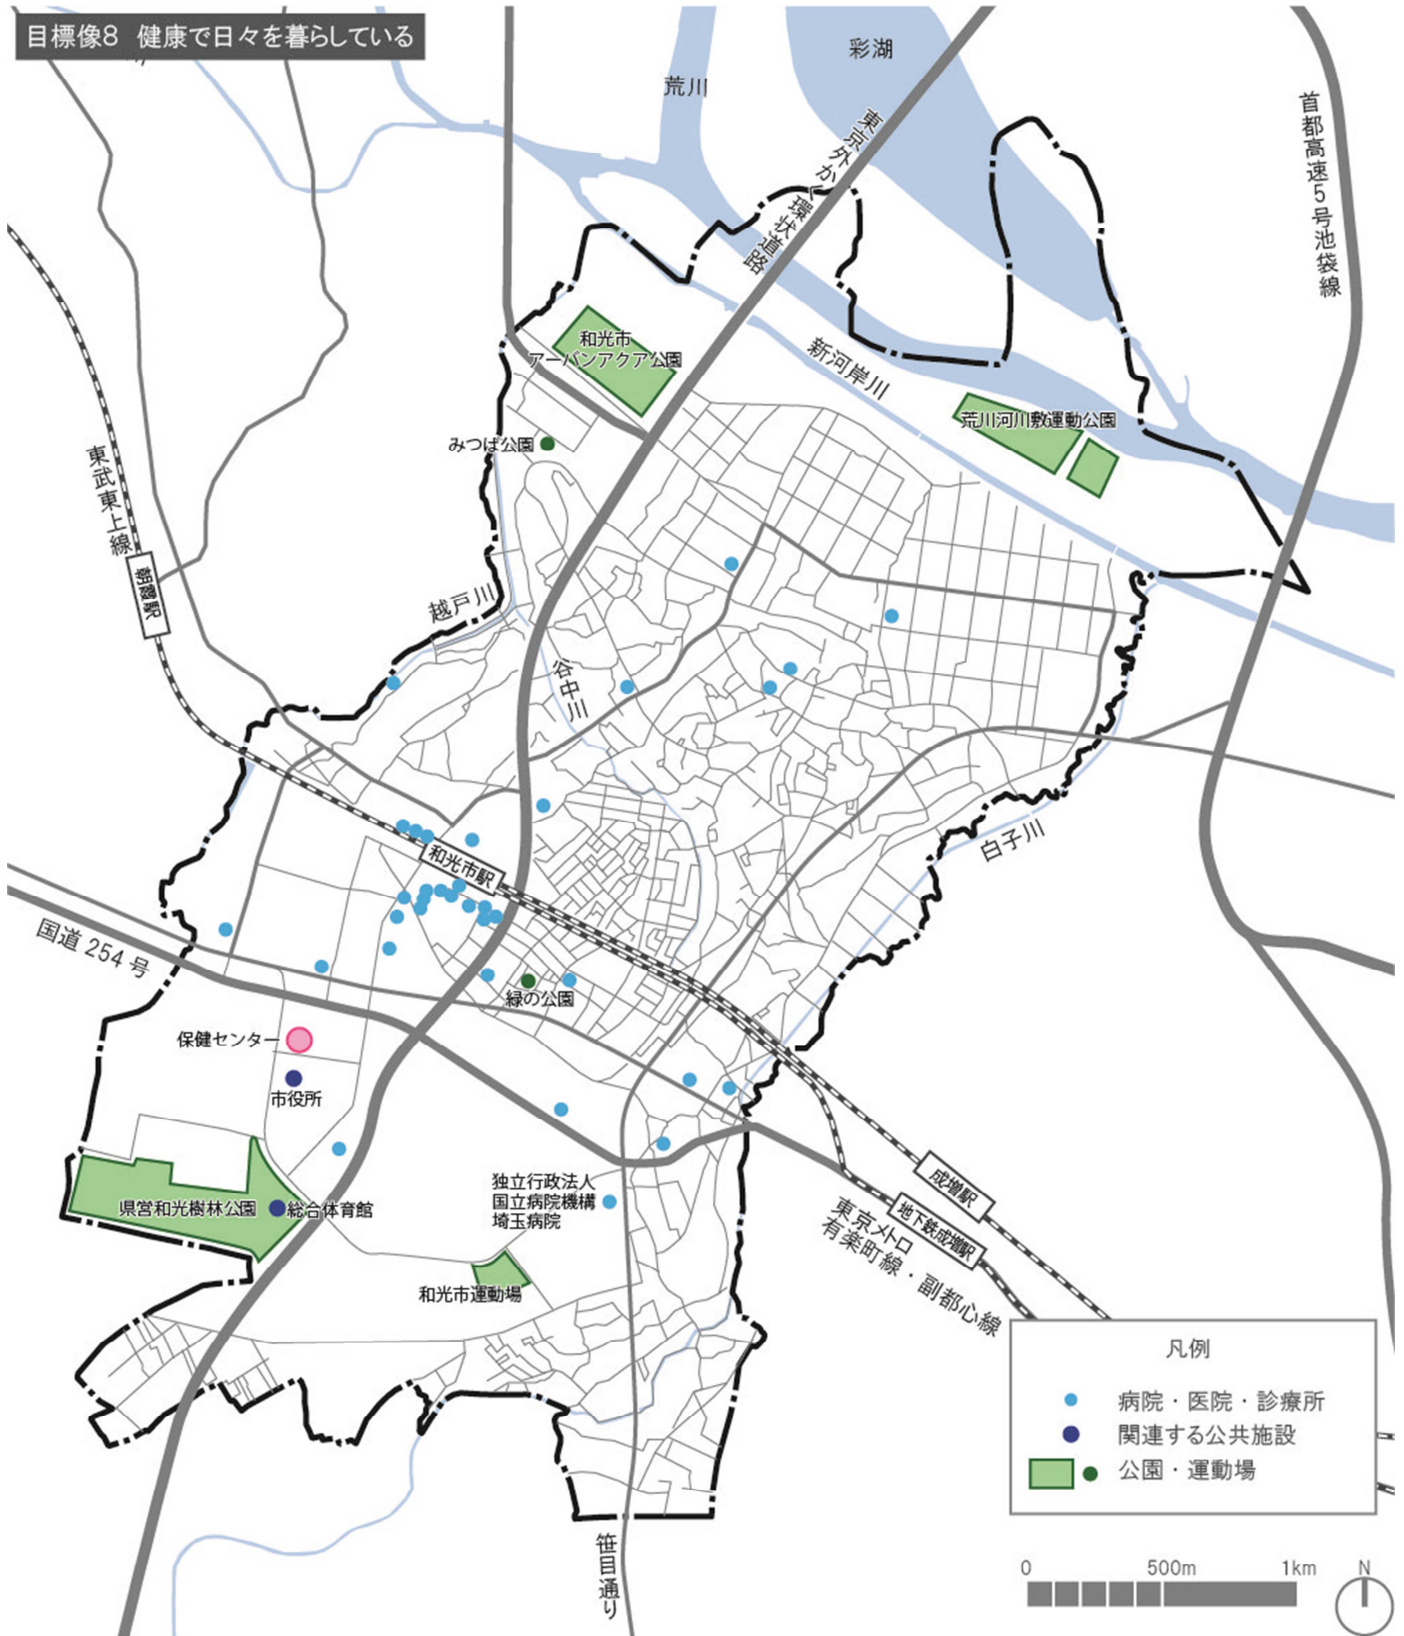 目標像8 健康で日々を暮らしている
彩湖
荒川
東京外かく環状道路
首都高速5号池袋線
和光市
アーバンアクア公園
新河岸川
荒川河川敷運動公園
みつば公園
東武東上線
朝霞駅
越戸川
谷中川
白子川
和光市駅
国道254号
緑の公園
保健センター
市役所
県営和光樹林公園
総合体育館
独立行政法人
国立病院機構
埼玉病院
和光市運動場
成増駅
地下鉄成増駅
東京メトロ
有楽町線・副都心線
笹目通り
凡例
病院・医院・診療所
関連する公共施設
公園・運動場
0 500m 1km
N